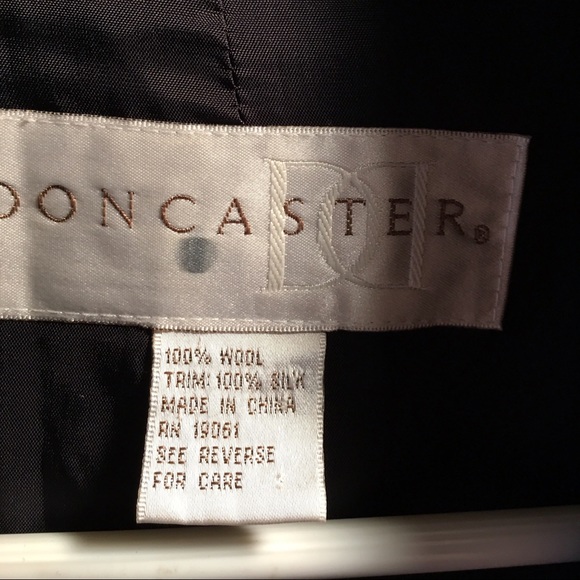 DONCASTER®
100% WOOL
TRIM: 100% SILK
MADE IN CHINA
RN 19061
SEE REVERSE
FOR CARE